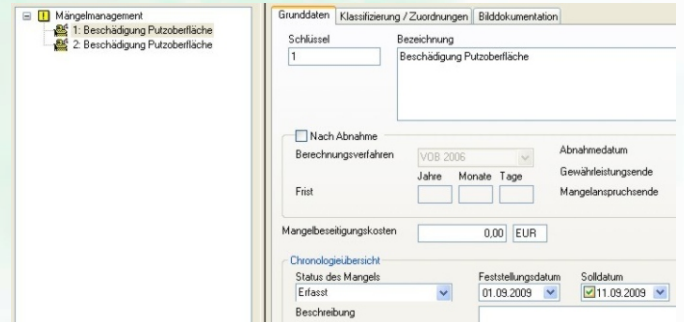 Mängelmanagement
1: Beschädigung Putzoberfläche
2: Beschädigung Putzoberfläche
Grunddaten Klassifizierung / Zuordnungen Bilddokumentation
Schlüssel Bezeichnung
1 Beschädigung Putzoberfläche
Nach Abnahme
Berechnungsverfahren VOB 2006 Abnahmedatum
Jahre Monate Tage Gewährleistungsende
Frist Mangelanspruchsende
Mangelbeseitigungskosten 0,00 EUR
Chronologieübersicht
Status des Mangels Feststellungsdatum Solldatum
Erfasst 01.09.2009 11.09.2009
Beschreibung